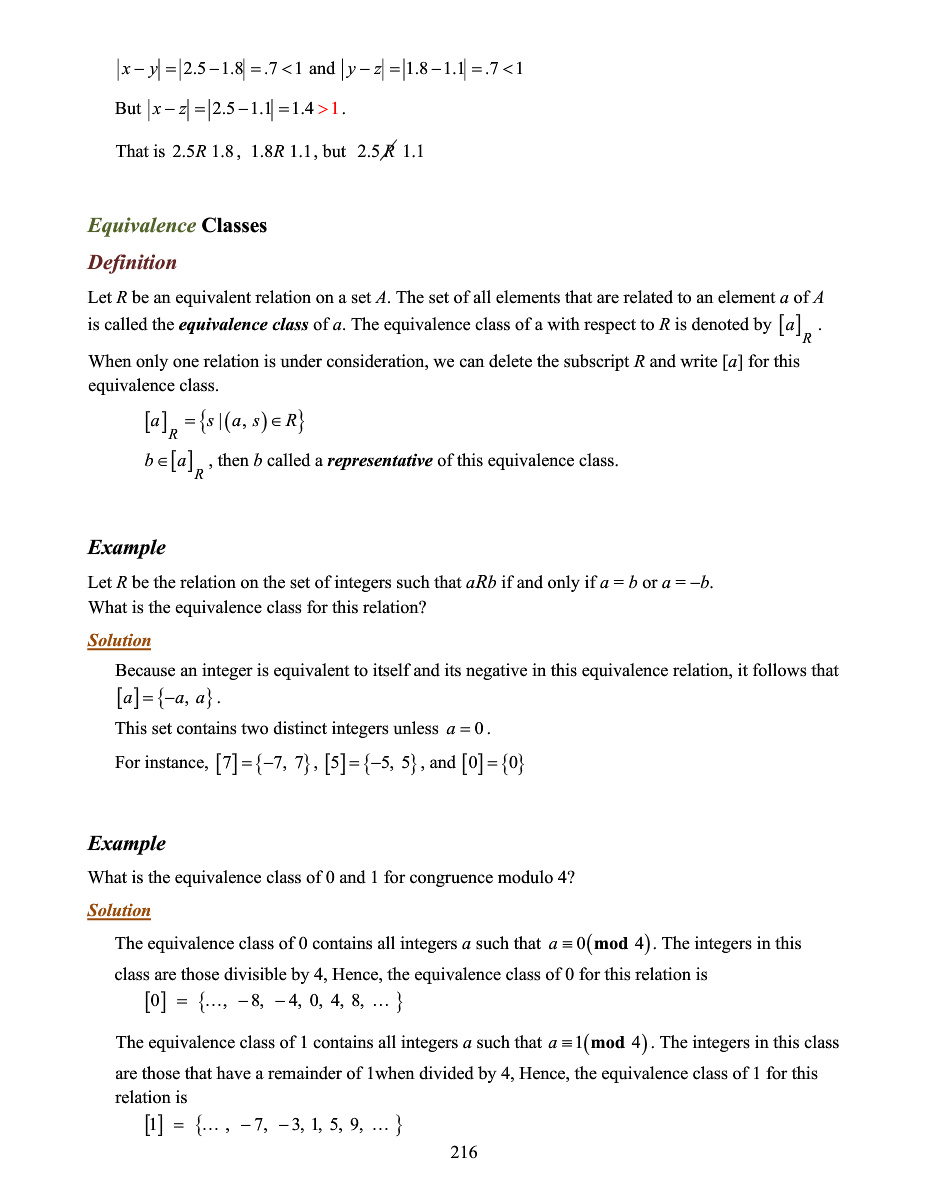 |x − y| = |2.5 − 1.8| = .7 < 1 and |y − z| = |1.8 − 1.1| = .7 < 1
But |x − z| = |2.5 − 1.1| = 1.4 > 1.
That is 2.5R 1.8, 1.8R 1.1, but 2.5R̸ 1.1
Equivalence Classes
Definition
Let R be an equivalent relation on a set A. The set of all elements that are related to an element a of A
is called the equivalence class of a. The equivalence class of a with respect to R is denoted by [a]_R .
When only one relation is under consideration, we can delete the subscript R and write [a] for this
equivalence class.
[a]_R = {s | (a, s) ∈ R}
b ∈ [a]_R , then b called a representative of this equivalence class.
Example
Let R be the relation on the set of integers such that aRb if and only if a = b or a = −b.
What is the equivalence class for this relation?
Solution
Because an integer is equivalent to itself and its negative in this equivalence relation, it follows that
[a] = {−a, a}.
This set contains two distinct integers unless a = 0.
For instance, [7] = {−7, 7}, [5] = {−5, 5}, and [0] = {0}
Example
What is the equivalence class of 0 and 1 for congruence modulo 4?
Solution
The equivalence class of 0 contains all integers a such that a ≡ 0(mod 4). The integers in this
class are those divisible by 4, Hence, the equivalence class of 0 for this relation is
[0] = {…, −8, −4, 0, 4, 8, … }
The equivalence class of 1 contains all integers a such that a ≡ 1(mod 4). The integers in this class
are those that have a remainder of 1when divided by 4, Hence, the equivalence class of 1 for this
relation is
[1] = {… , −7, −3, 1, 5, 9, … }
216